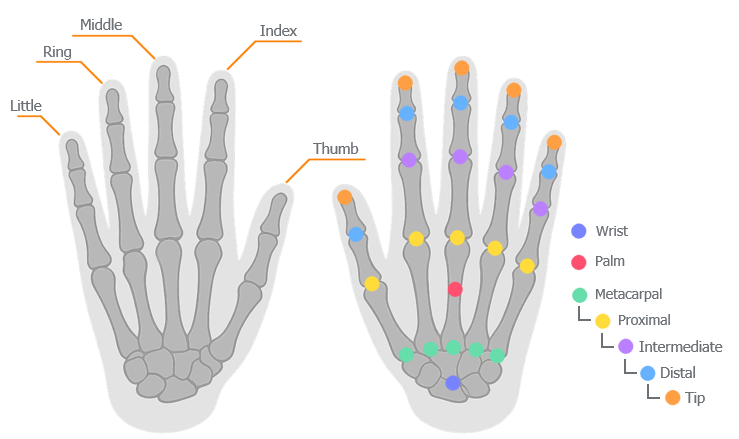 Middle
Index
Ring
Little
Thumb
Wrist
Palm
Metacarpal
Proximal
Intermediate
Distal
Tip